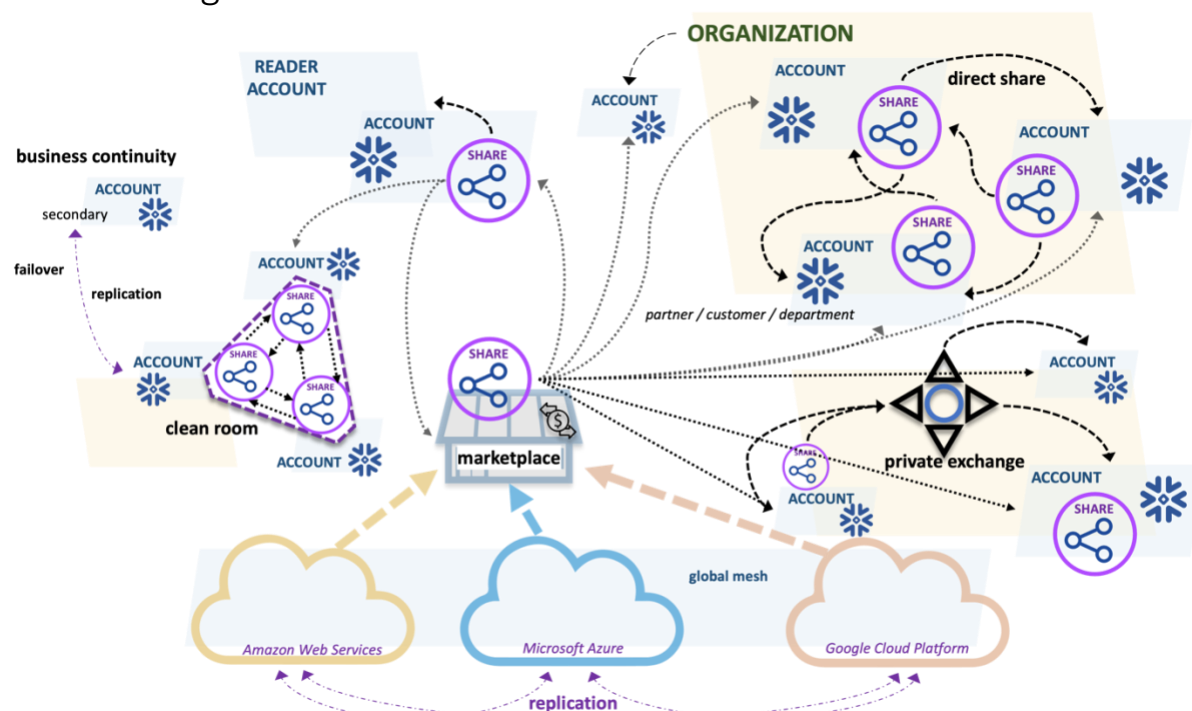 ORGANIZATION
READER
ACCOUNT
ACCOUNT
SHARE
ACCOUNT
ACCOUNT
SHARE
direct share
ACCOUNT
SHARE
SHARE
ACCOUNT
partner / customer / department
business continuity
ACCOUNT
secondary
failover
replication
ACCOUNT
ACCOUNT
SHARE
SHARE
SHARE
clean room
ACCOUNT
SHARE
$
marketplace
ACCOUNT
private exchange
SHARE
ACCOUNT
ACCOUNT
SHARE
global mesh
Amazon Web Services
Microsoft Azure
Google Cloud Platform
replication